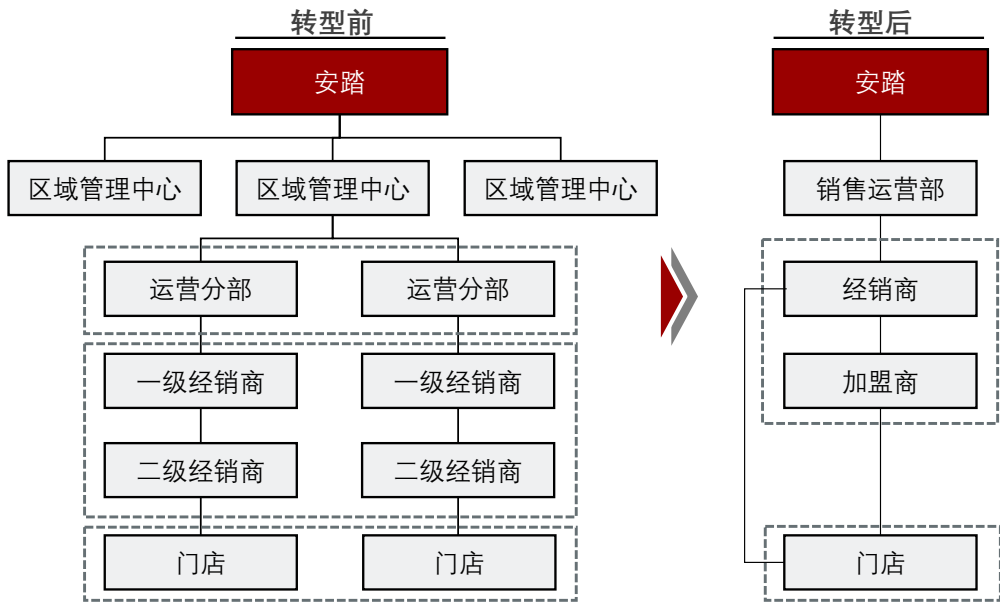 转型前
安踏
区域管理中心
区域管理中心
区域管理中心
运营分部
运营分部
一级经销商
一级经销商
二级经销商
二级经销商
门店
门店
转型后
安踏
销售运营部
经销商
加盟商
门店